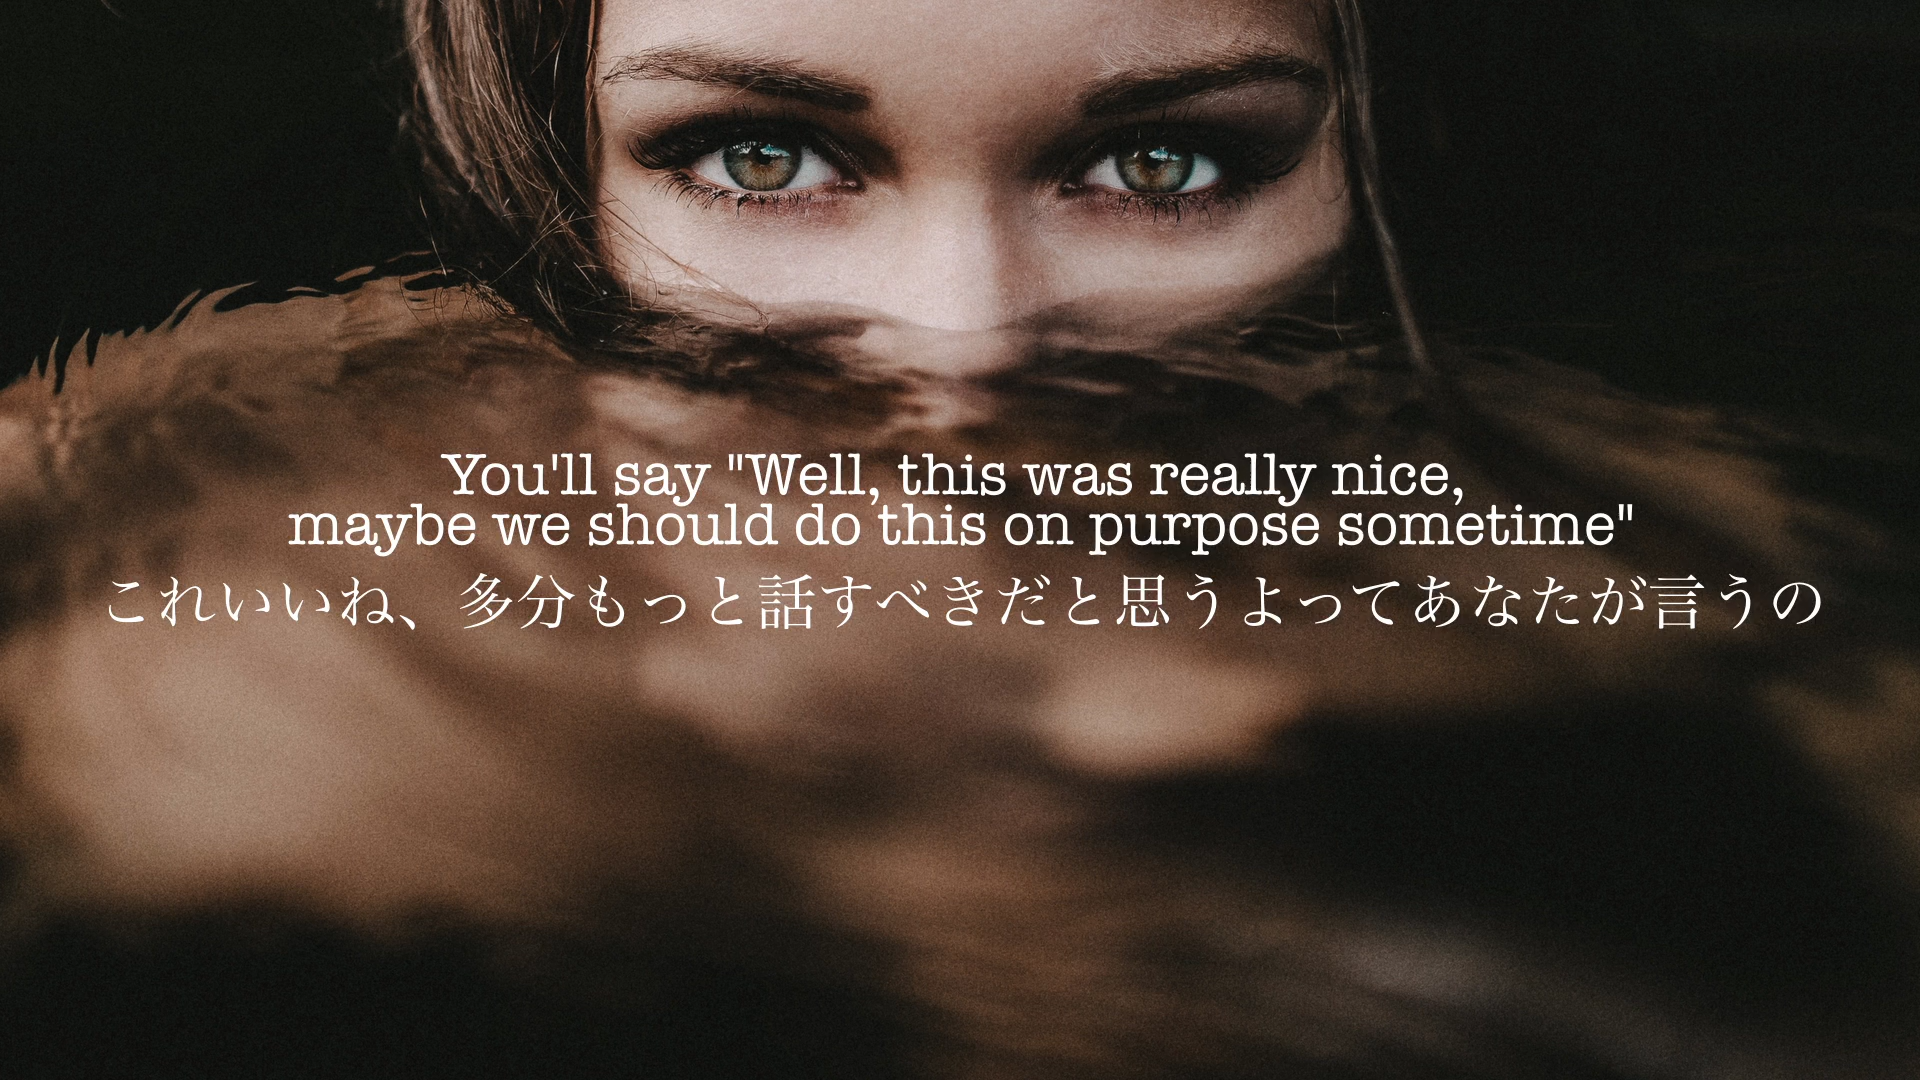 You'll say "Well, this was really nice,
maybe we should do this on purpose sometime"
これいいね、多分もっと話すべきだと思うよってあなたが言うの